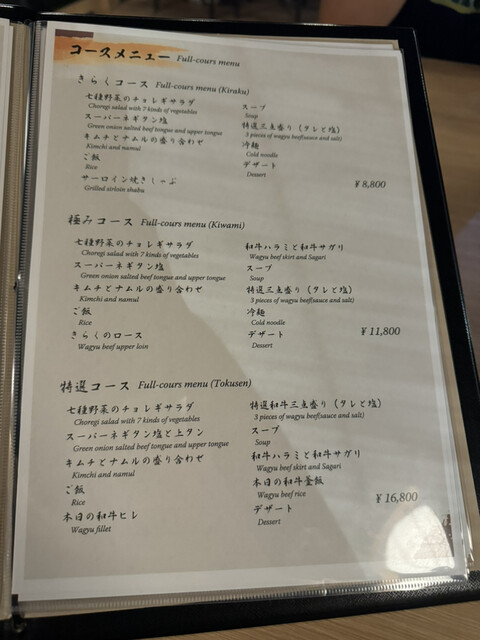 コースメニュー Full-cours menu
きらくコース Full-cours menu (Kiraku)
七種野菜のチョレギサラダ
Choregi salad with 7 kinds of vegetables
スーパーネギタン塩
Green onion salted beef tongue and upper tongue
キムチとナムルの盛り合わせ
Kimchi and namul
ご飯
Rice
サーロイン焼きしゃぶ
Grilled sirloin shabu
スープ
Soup
特選三点盛り（タレと塩）
3 pieces of wagyu beef(sauce and salt)
冷麺
Cold noodle
デザート
Dessert
¥8,800
極みコース Full-cours menu (Kiwami)
七種野菜のチョレギサラダ
Choregi salad with 7 kinds of vegetables
スーパーネギタン塩
Green onion salted beef tongue and upper tongue
キムチとナムルの盛り合わせ
Kimchi and namul
ご飯
Rice
きらくのロース
Wagyu beef upper loin
和牛ハラミと和牛サガリ
Wagyu beef skirt and Sagari
スープ
Soup
特選三点盛り（タレと塩）
3 pieces of wagyu beef(sauce and salt)
冷麺
Cold noodle
デザート
Dessert
¥11,800
特選コース Full-cours menu (Tokusen)
七種野菜のチョレギサラダ
Choregi salad with 7 kinds of vegetables
スーパーネギタン塩と上タン
Green onion salted beef tongue and upper tongue
キムチとナムルの盛り合わせ
Kimchi and namul
ご飯
Rice
本日の和牛ヒレ
Wagyu fillet
特選和牛三点盛り（タレと塩）
3 pieces of wagyu beef(sauce and salt)
スープ
Soup
和牛ハラミと和牛サガリ
Wagyu beef skirt and Sagari
本日の和牛釜飯
Wagyu beef rice
デザート
Dessert
¥16,800